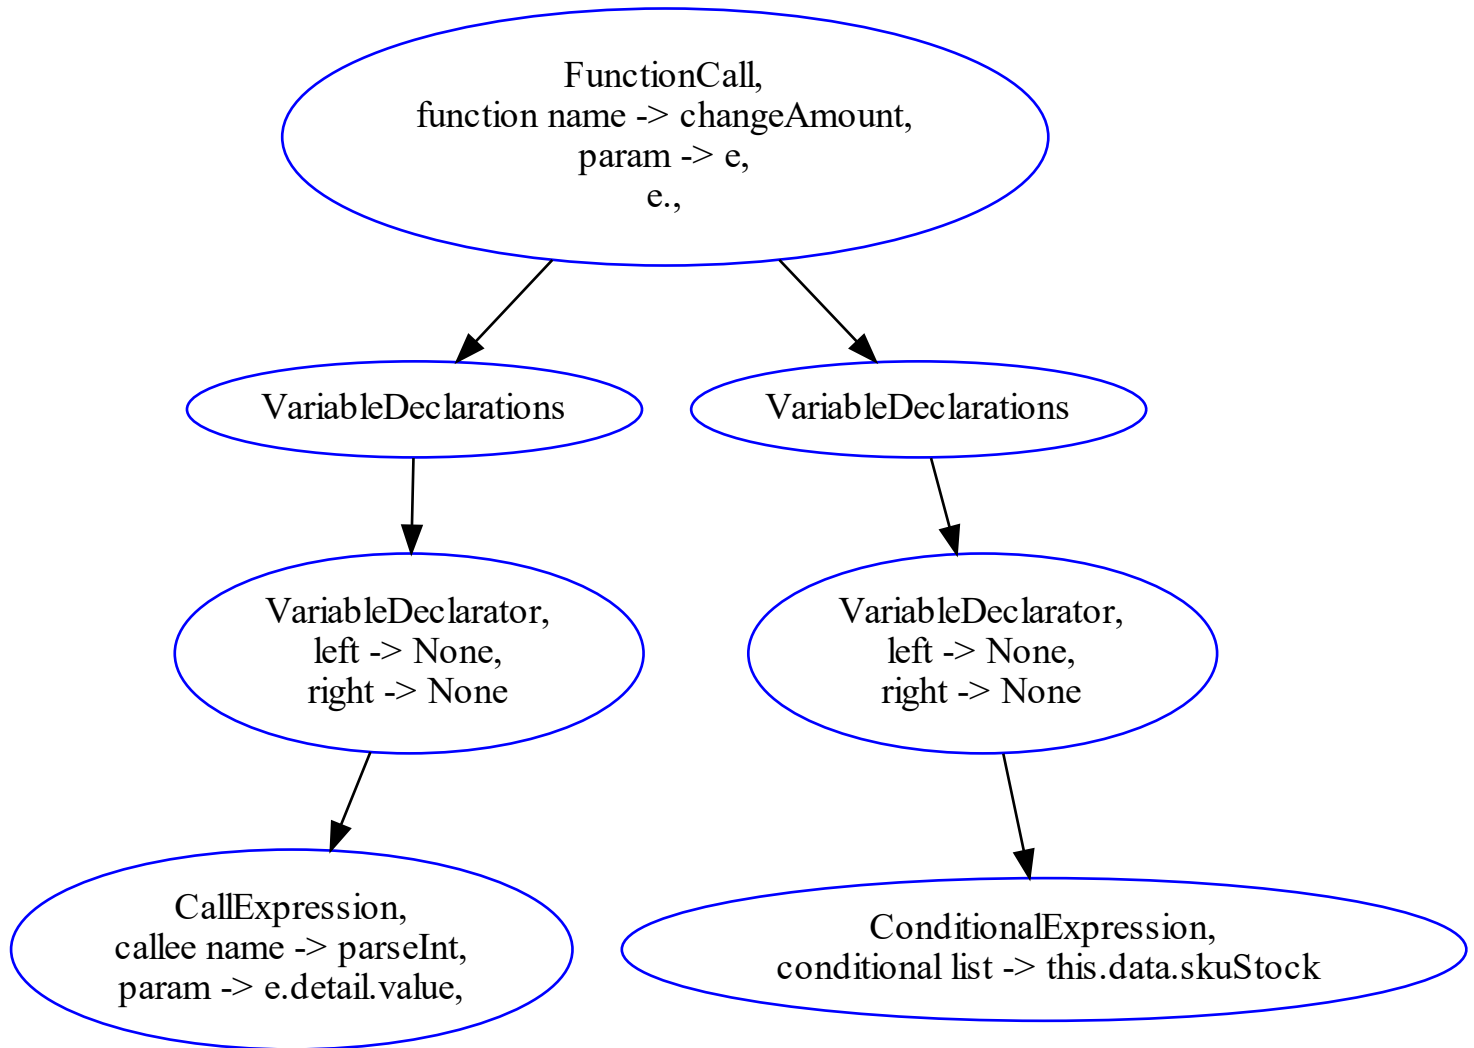 FunctionCall,
function name -> changeAmount,
param -> e,
e.,
VariableDeclarations
VariableDeclarations
VariableDeclarator,
left -> None,
right -> None
VariableDeclarator,
left -> None,
right -> None
CallExpression,
callee name -> parseInt,
param -> e.detail.value,
ConditionalExpression,
conditional list -> this.data.skuStock